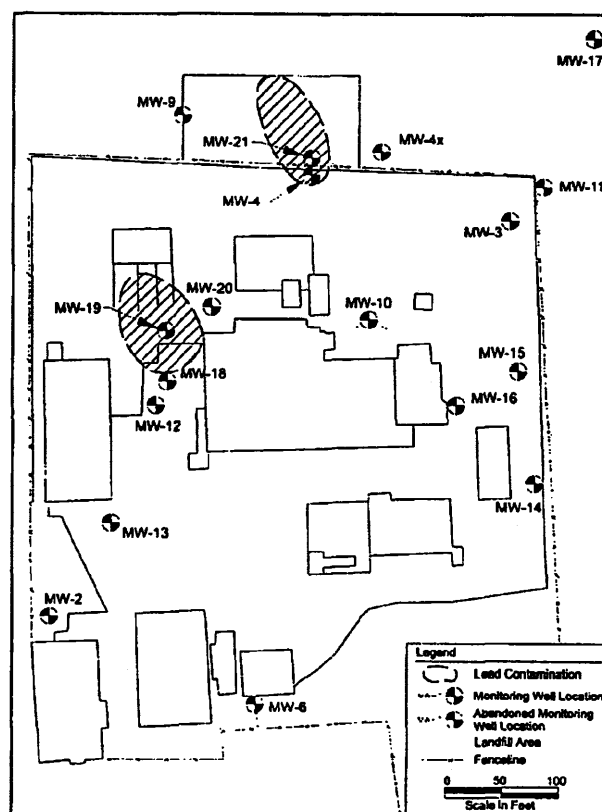 MW-17
MW-9
MW-21
MW-4x
MW-4
MW-11
MW-3
MW-20
MW-10
MW-19
MW-15
MW-18
MW-16
MW-12
MW-14
MW-13
MW-2
MW-6
Legend
Lead Contamination
Monitoring Well Location
Abandoned Monitoring
Well Location
Landfill Area
Fenceline
0 50 100
Scale In Feet